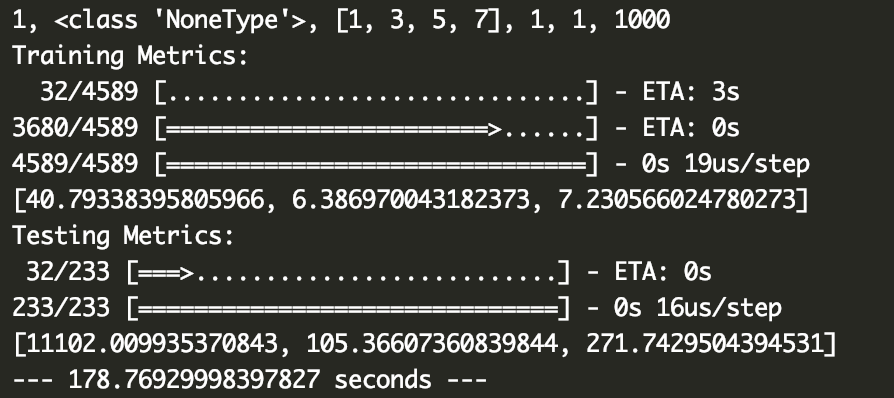 1, <class 'NoneType'>, [1, 3, 5, 7], 1, 1, 1000
Training Metrics:
  32/4589 [..............................] - ETA: 3s
3680/4589 [=======================>......] - ETA: 0s
4589/4589 [==============================] - 0s 19us/step
[40.79338395805966, 6.386970043182373, 7.230566024780273]
Testing Metrics:
 32/233 [===>..........................] - ETA: 0s
233/233 [==============================] - 0s 16us/step
[11102.009935370843, 105.36607360839844, 271.7429504394531]
--- 178.76929998397827 seconds ---